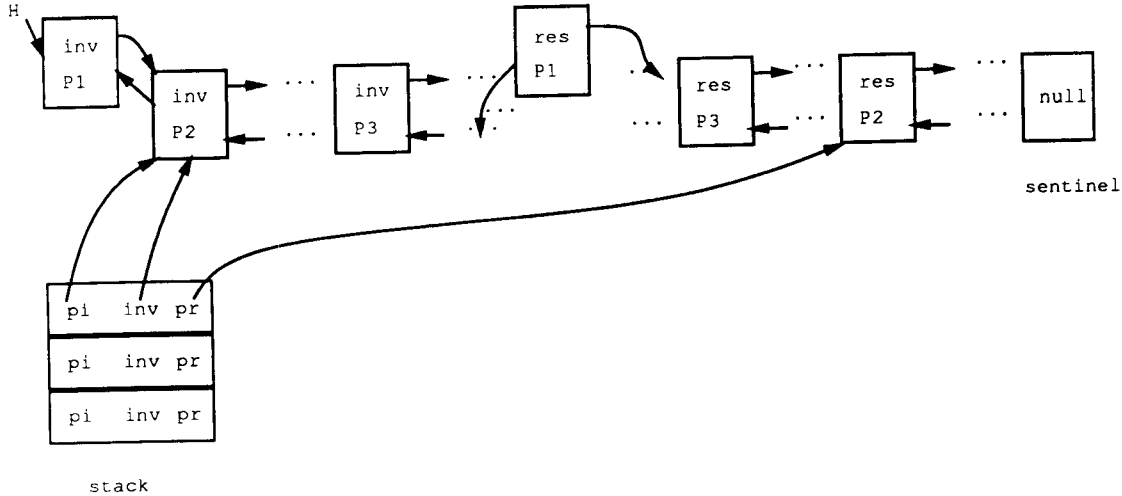 H
inv
P1
inv
P2
...
...
inv
P3
...
....
...
res
P1
...
...
res
P3
...
...
res
P2
...
...
null
sentinel
pi inv pr
pi inv pr
pi inv pr
stack